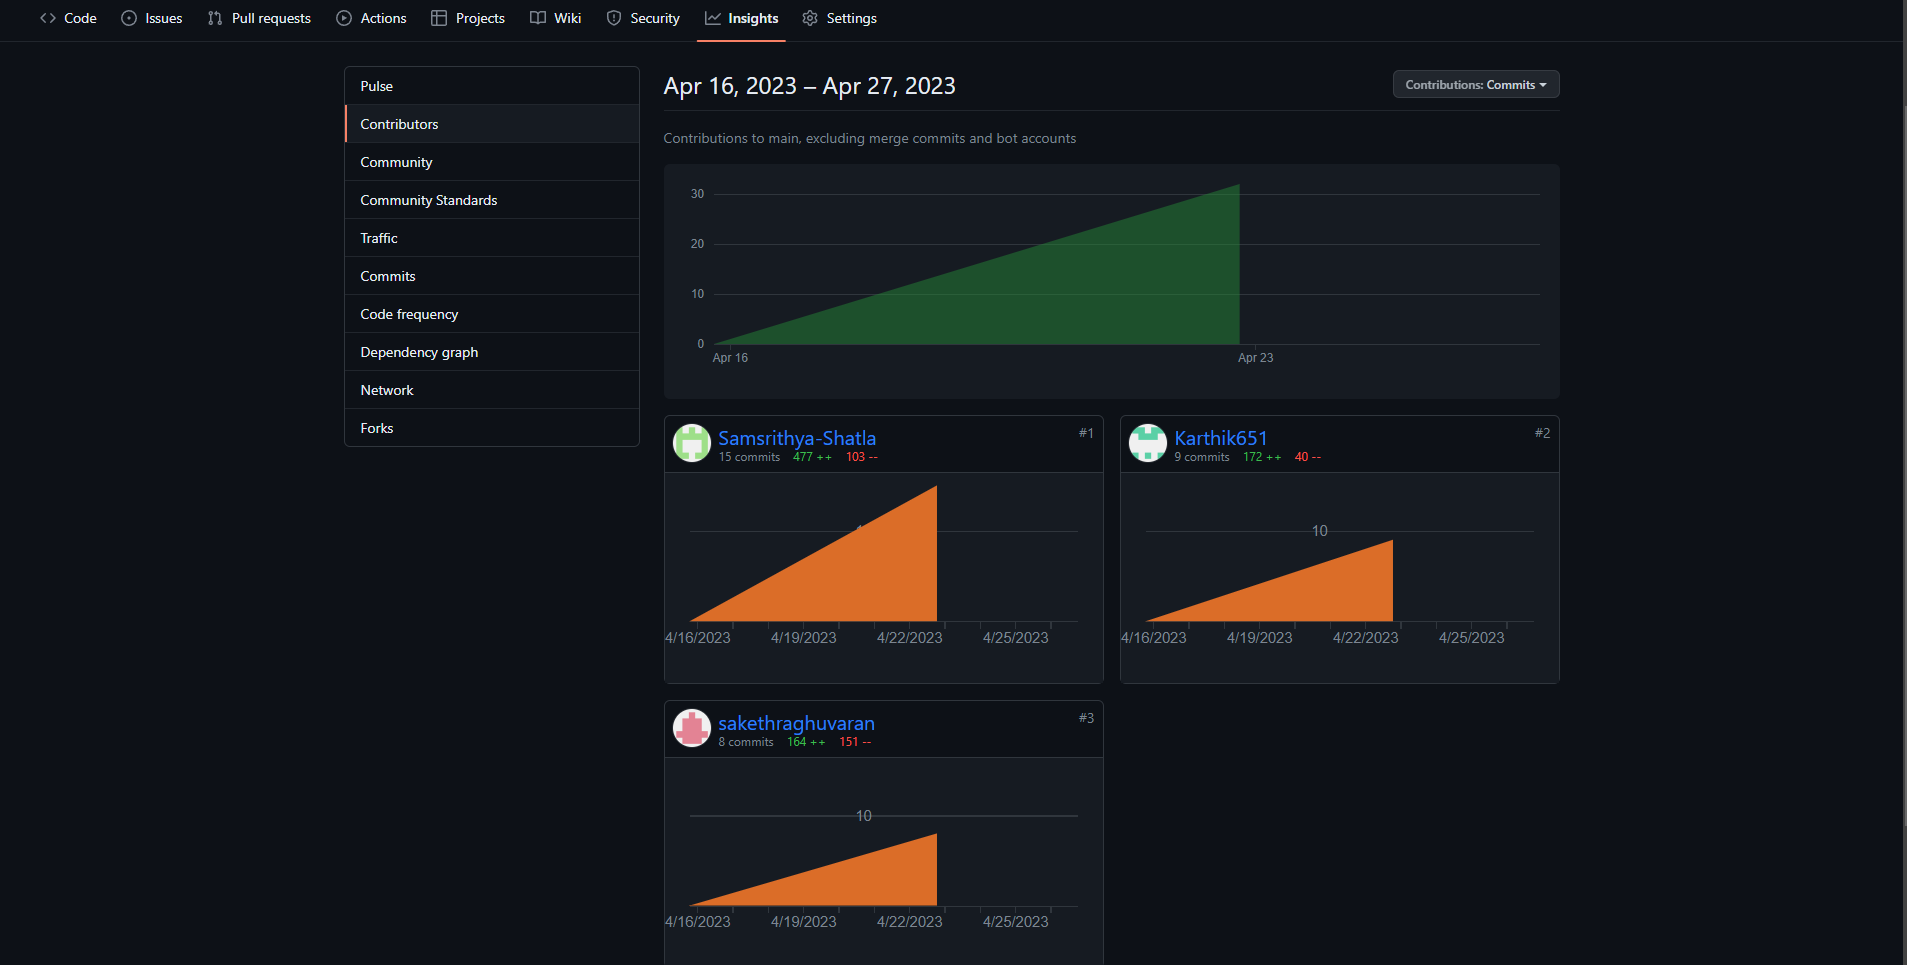 Code Issues Pull requests Actions Projects Wiki Security Insights Settings
Pulse
Contributors
Community
Community Standards
Traffic
Commits
Code frequency
Dependency graph
Network
Forks
Apr 16, 2023 – Apr 27, 2023
Contributions: Commits
Contributions to main, excluding merge commits and bot accounts
30
20
10
0
Apr 16 Apr 23
Samsrithya-Shatla #1
15 commits 477 ++ 103 --
4/16/2023 4/19/2023 4/22/2023 4/25/2023
Karthik651 #2
9 commits 172 ++ 40 --
10
4/16/2023 4/19/2023 4/22/2023 4/25/2023
sakethraghuvaran #3
8 commits 164 ++ 151 --
10
4/16/2023 4/19/2023 4/22/2023 4/25/2023